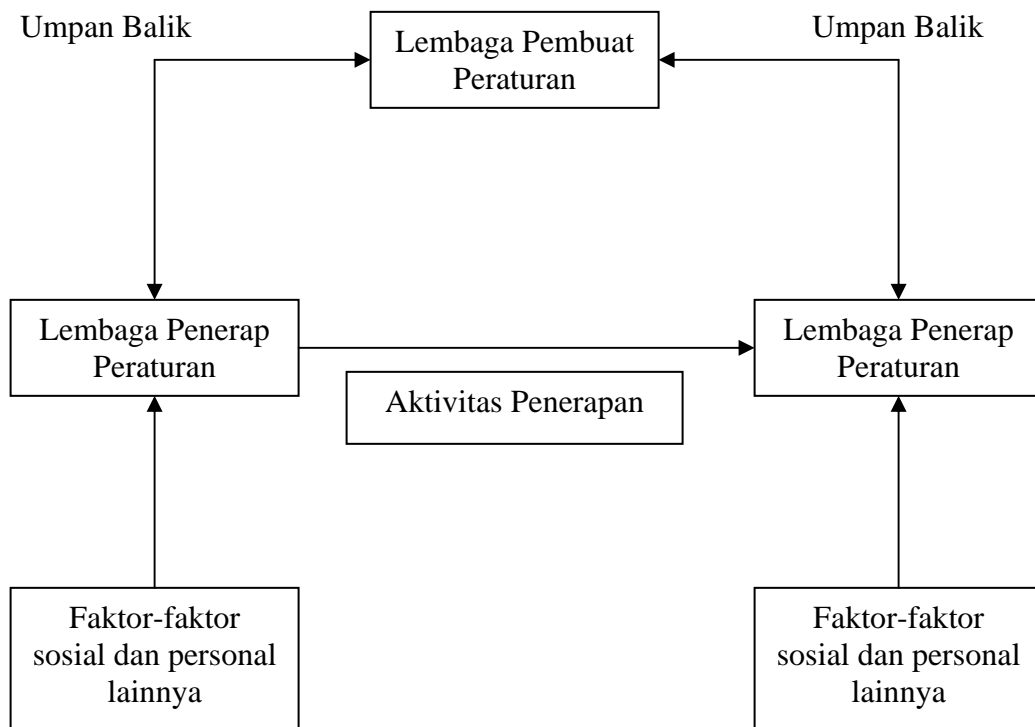 Umpan Balik
Lembaga Pembuat
Peraturan
Umpan Balik
Lembaga Penerap
Peraturan
Aktivitas Penerapan
Lembaga Penerap
Peraturan
Faktor-faktor
sosial dan personal
lainnya
Faktor-faktor
sosial dan personal
lainnya